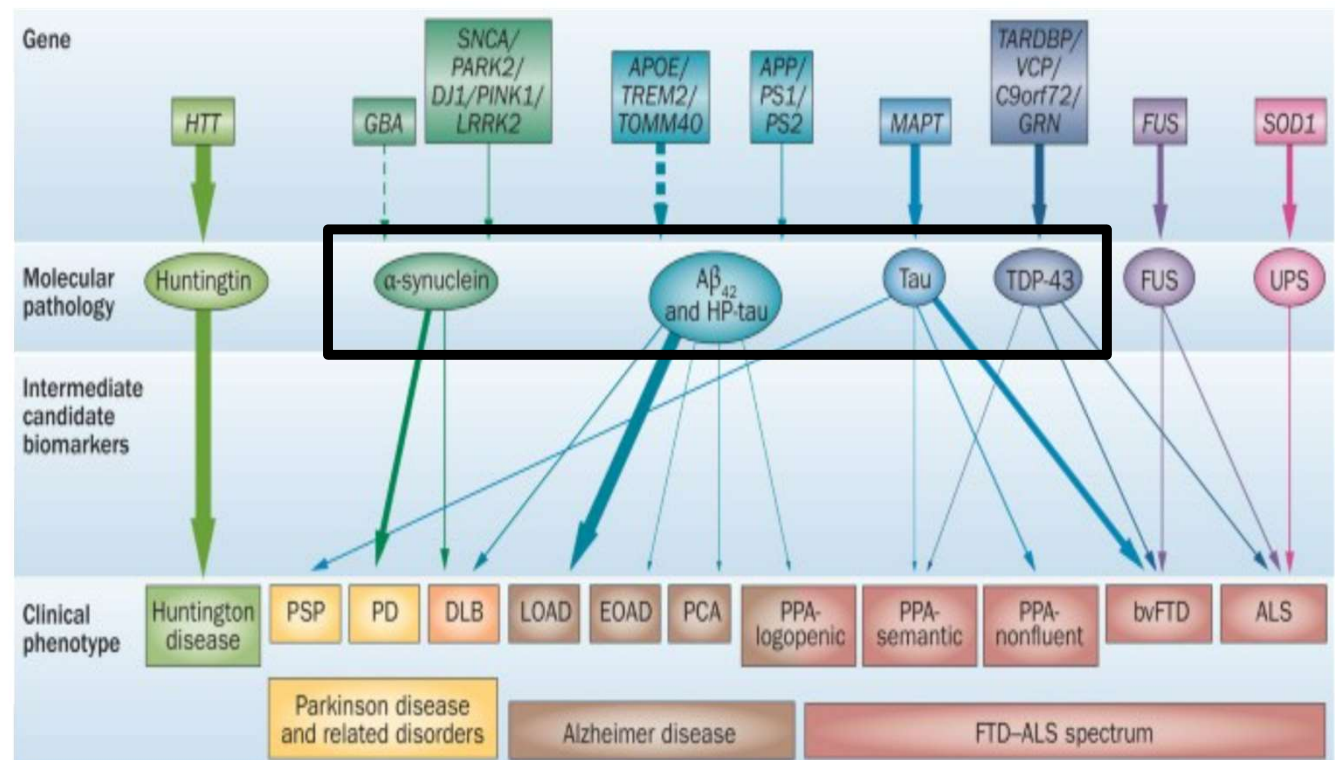 Gene
HTT
GBA
SNCA/
PARK2/
DJ1/PINK1/
LRRK2
APOE/
TREM2/
TOMM40
APP/
PS1/
PS2
MAPT
TARDBP/
VCP/
C9orf72/
GRN
FUS
SOD1
Molecular
pathology
Huntingtin
α-synuclein
Aβ42
and HP-tau
Tau
TDP-43
FUS
UPS
Intermediate
candidate
biomarkers
Clinical
phenotype
Huntington
disease
PSP
PD
DLB
LOAD
EOAD
PCA
PPA-
logopenic
PPA-
semantic
PPA-
nonfluent
bvFTD
ALS
Parkinson disease
and related disorders
Alzheimer disease
FTD–ALS spectrum